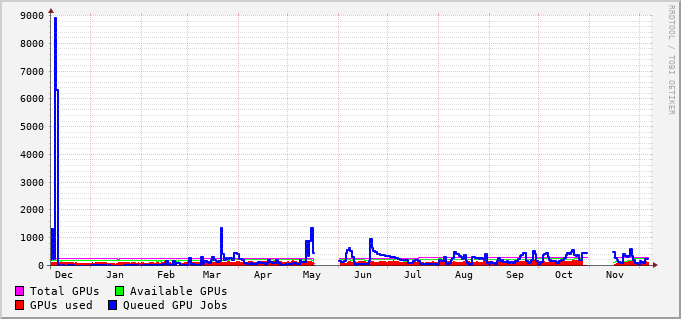 9000
8000
7000
6000
5000
4000
3000
2000
1000
0
Dec Jan Feb Mar Apr May Jun Jul Aug Sep Oct Nov
Total GPUs Available GPUs
GPUs used Queued GPU Jobs
RRDTOOL / TOBI OETIKER